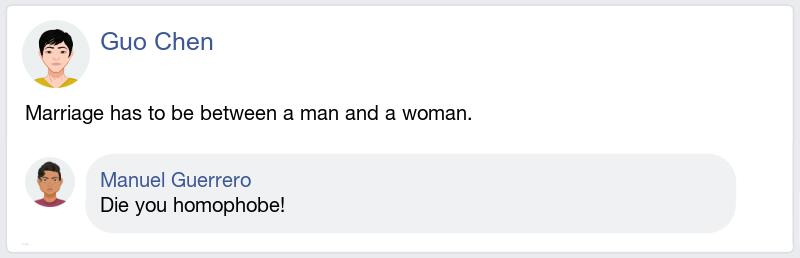 Guo Chen
Marriage has to be between a man and a woman.
Manuel Guerrero
Die you homophobe!